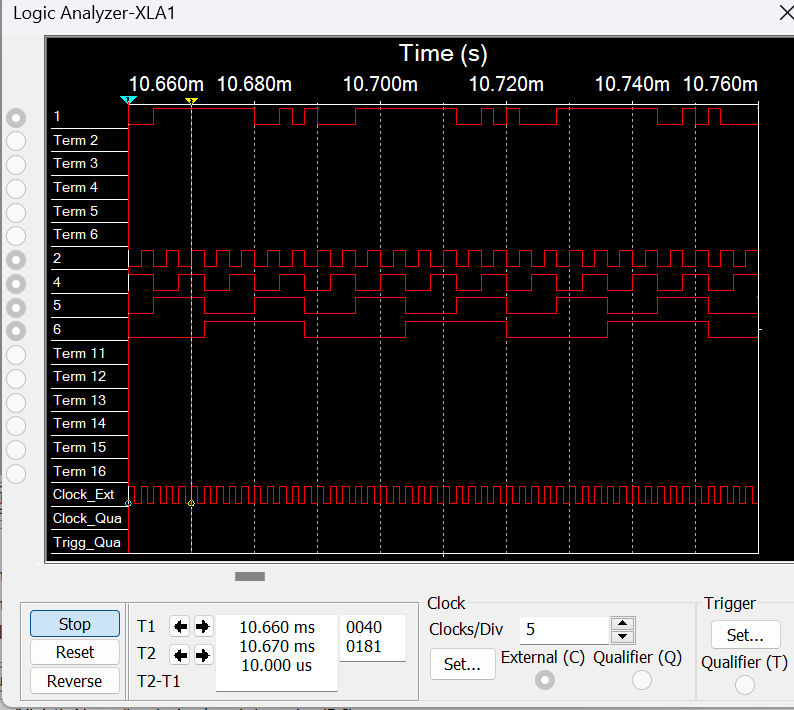 Logic Analyzer-XLA1
Time (s)
10.660m 10.680m 10.700m 10.720m 10.740m 10.760m
1
Term 2
Term 3
Term 4
Term 5
Term 6
2
4
5
6
Term 11
Term 12
Term 13
Term 14
Term 15
Term 16
Clock_Ext
Clock_Qua
Trigg_Qua
Stop
Reset
Reverse
T1 10.660 ms 0040
T2 10.670 ms 0181
T2-T1 10.000 us
Clock
Clocks/Div 5
Set... External (C) Qualifier (Q)
Trigger
Set...
Qualifier (T)